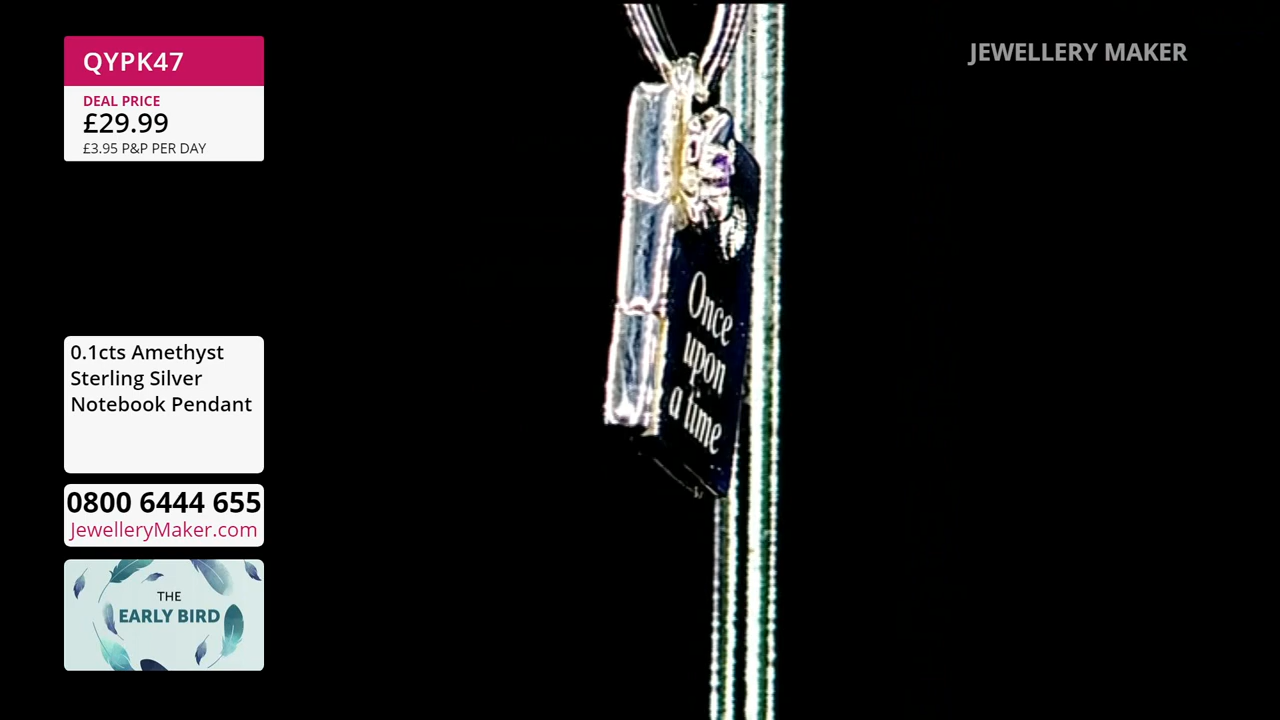 QYPK47
DEAL PRICE
£29.99
£3.95 P&P PER DAY
JEWELLERY MAKER
Once
upon
a time
0.1cts Amethyst
Sterling Silver
Notebook Pendant
0800 6444 655
JewelleryMaker.com
THE
EARLY BIRD